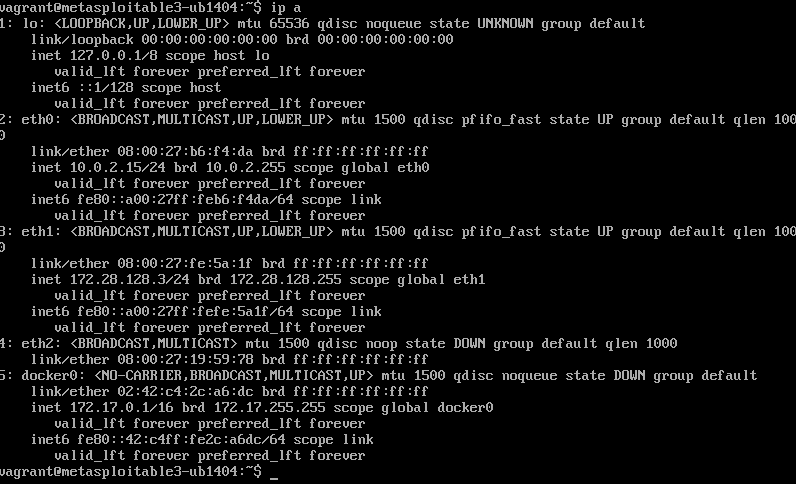 vagrant@metasploitable3-ub1404:~$ ip a
1: lo: <LOOPBACK,UP,LOWER_UP> mtu 65536 qdisc noqueue state UNKNOWN group default
link/loopback 00:00:00:00:00:00 brd 00:00:00:00:00:00
inet 127.0.0.1/8 scope host lo
valid_lft forever preferred_lft forever
inet6 ::1/128 scope host
valid_lft forever preferred_lft forever
2: eth0: <BROADCAST,MULTICAST,UP,LOWER_UP> mtu 1500 qdisc pfifo_fast state UP group default qlen 100
0
link/ether 08:00:27:b6:f4:da brd ff:ff:ff:ff:ff:ff
inet 10.0.2.15/24 brd 10.0.2.255 scope global eth0
valid_lft forever preferred_lft forever
inet6 fe80::a00:27ff:feb6:f4da/64 scope link
valid_lft forever preferred_lft forever
3: eth1: <BROADCAST,MULTICAST,UP,LOWER_UP> mtu 1500 qdisc pfifo_fast state UP group default qlen 100
0
link/ether 08:00:27:fe:5a:1f brd ff:ff:ff:ff:ff:ff
inet 172.28.128.3/24 brd 172.28.128.255 scope global eth1
valid_lft forever preferred_lft forever
inet6 fe80::a00:27ff:fefe:5a1f/64 scope link
valid_lft forever preferred_lft forever
4: eth2: <BROADCAST,MULTICAST> mtu 1500 qdisc noop state DOWN group default qlen 1000
link/ether 08:00:27:19:59:78 brd ff:ff:ff:ff:ff:ff
5: docker0: <NO-CARRIER,BROADCAST,MULTICAST,UP> mtu 1500 qdisc noqueue state DOWN group default
link/ether 02:42:c4:2c:a6:dc brd ff:ff:ff:ff:ff:ff
inet 172.17.0.1/16 brd 172.17.255.255 scope global docker0
valid_lft forever preferred_lft forever
inet6 fe80::42:c4ff:fe2c:a6dc/64 scope link
valid_lft forever preferred_lft forever
vagrant@metasploitable3-ub1404:~$ _